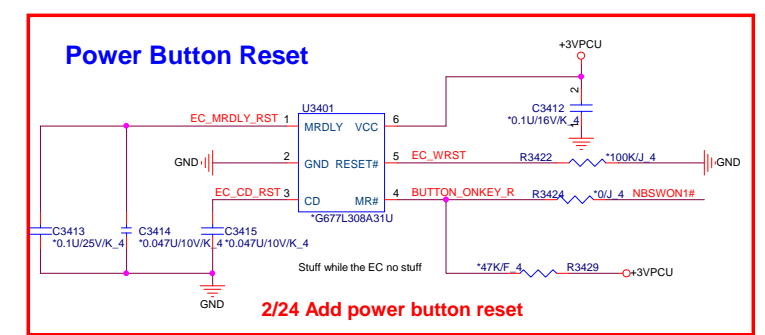 Power Button Reset
+3VPCU
U3401
EC_MRDLY_RST 1 MRDLY VCC 6
2
C3412
*0.1U/16V/K_4
1
GND 2 GND RESET# 5 EC_WRST R3422 *100K/J_4 GND
EC_CD_RST 3 CD MR# 4 BUTTON_ONKEY_R R3424 *0/J_4 NBSWON1#
*G677L308A31U
C3413 C3414 C3415
*0.1U/25V/K_4 *0.047U/10V/K_4 *0.047U/10V/K_4
Stuff while the EC no stuff
*47K/F_4 R3429 +3VPCU
GND
2/24 Add power button reset